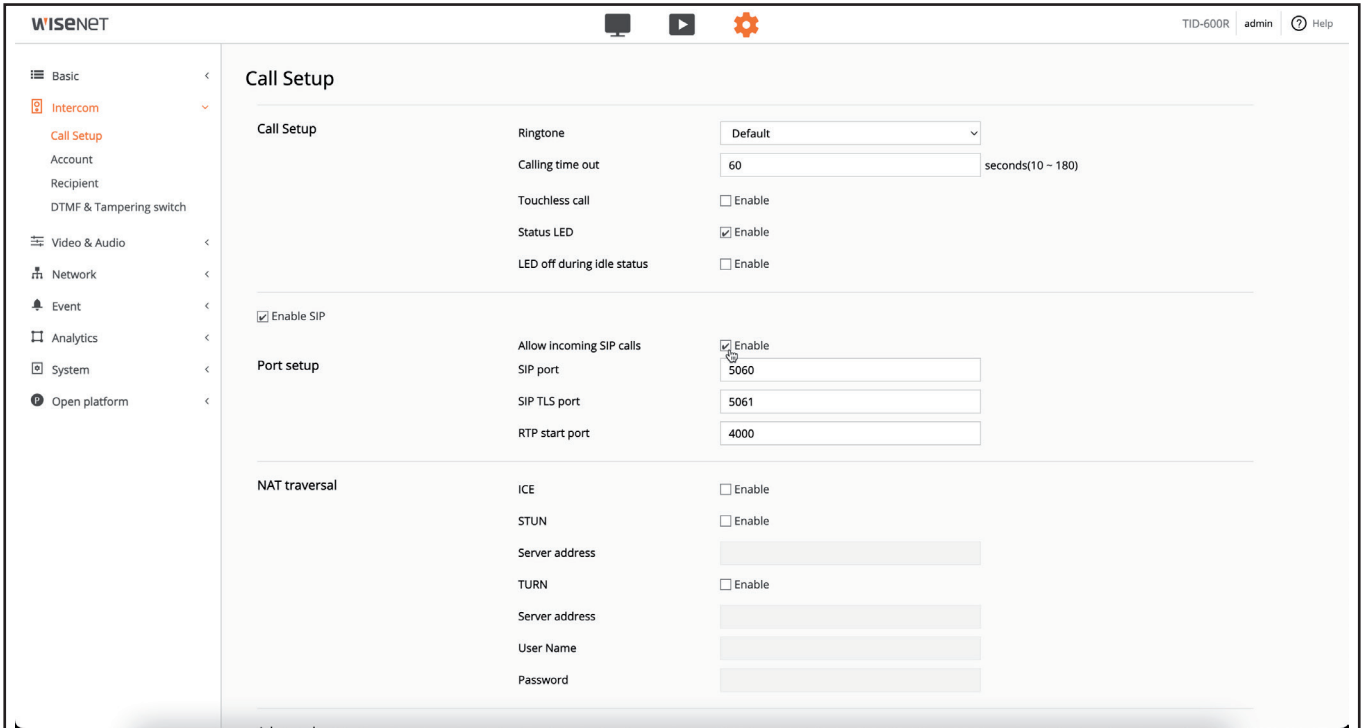 WISENET
TID-600R admin ? Help
Basic
Intercom
Call Setup
Account
Recipient
DTMF & Tampering switch
Video & Audio
Network
Event
Analytics
System
P Open platform
Call Setup
Call Setup
Ringtone Default
Calling time out 60 seconds(10 ~ 180)
Touchless call Enable
Status LED Enable
LED off during idle status Enable
Enable SIP
Allow incoming SIP calls Enable
Port setup
SIP port 5060
SIP TLS port 5061
RTP start port 4000
NAT traversal
ICE Enable
STUN Enable
Server address
TURN Enable
Server address
User Name
Password